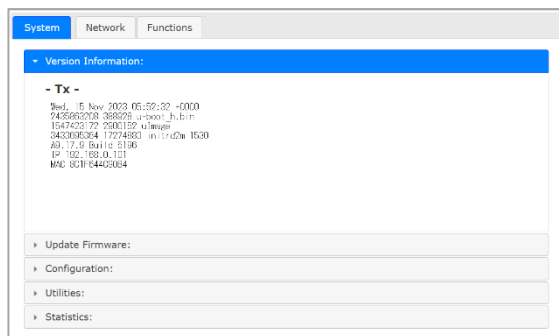 System Network Functions
Version Information:
- Tx -
Wed, 15 Nov 2023 05:52:32 +0000
2435863208 388928 u-boot_h.bin
1547423172 2900152 uImage
3433695364 17274880 initrd2m 1530
A9.17.9 Build 5196
IP 192.168.0.101
MAC
Update Firmware:
Configuration:
Utilities:
Statistics: